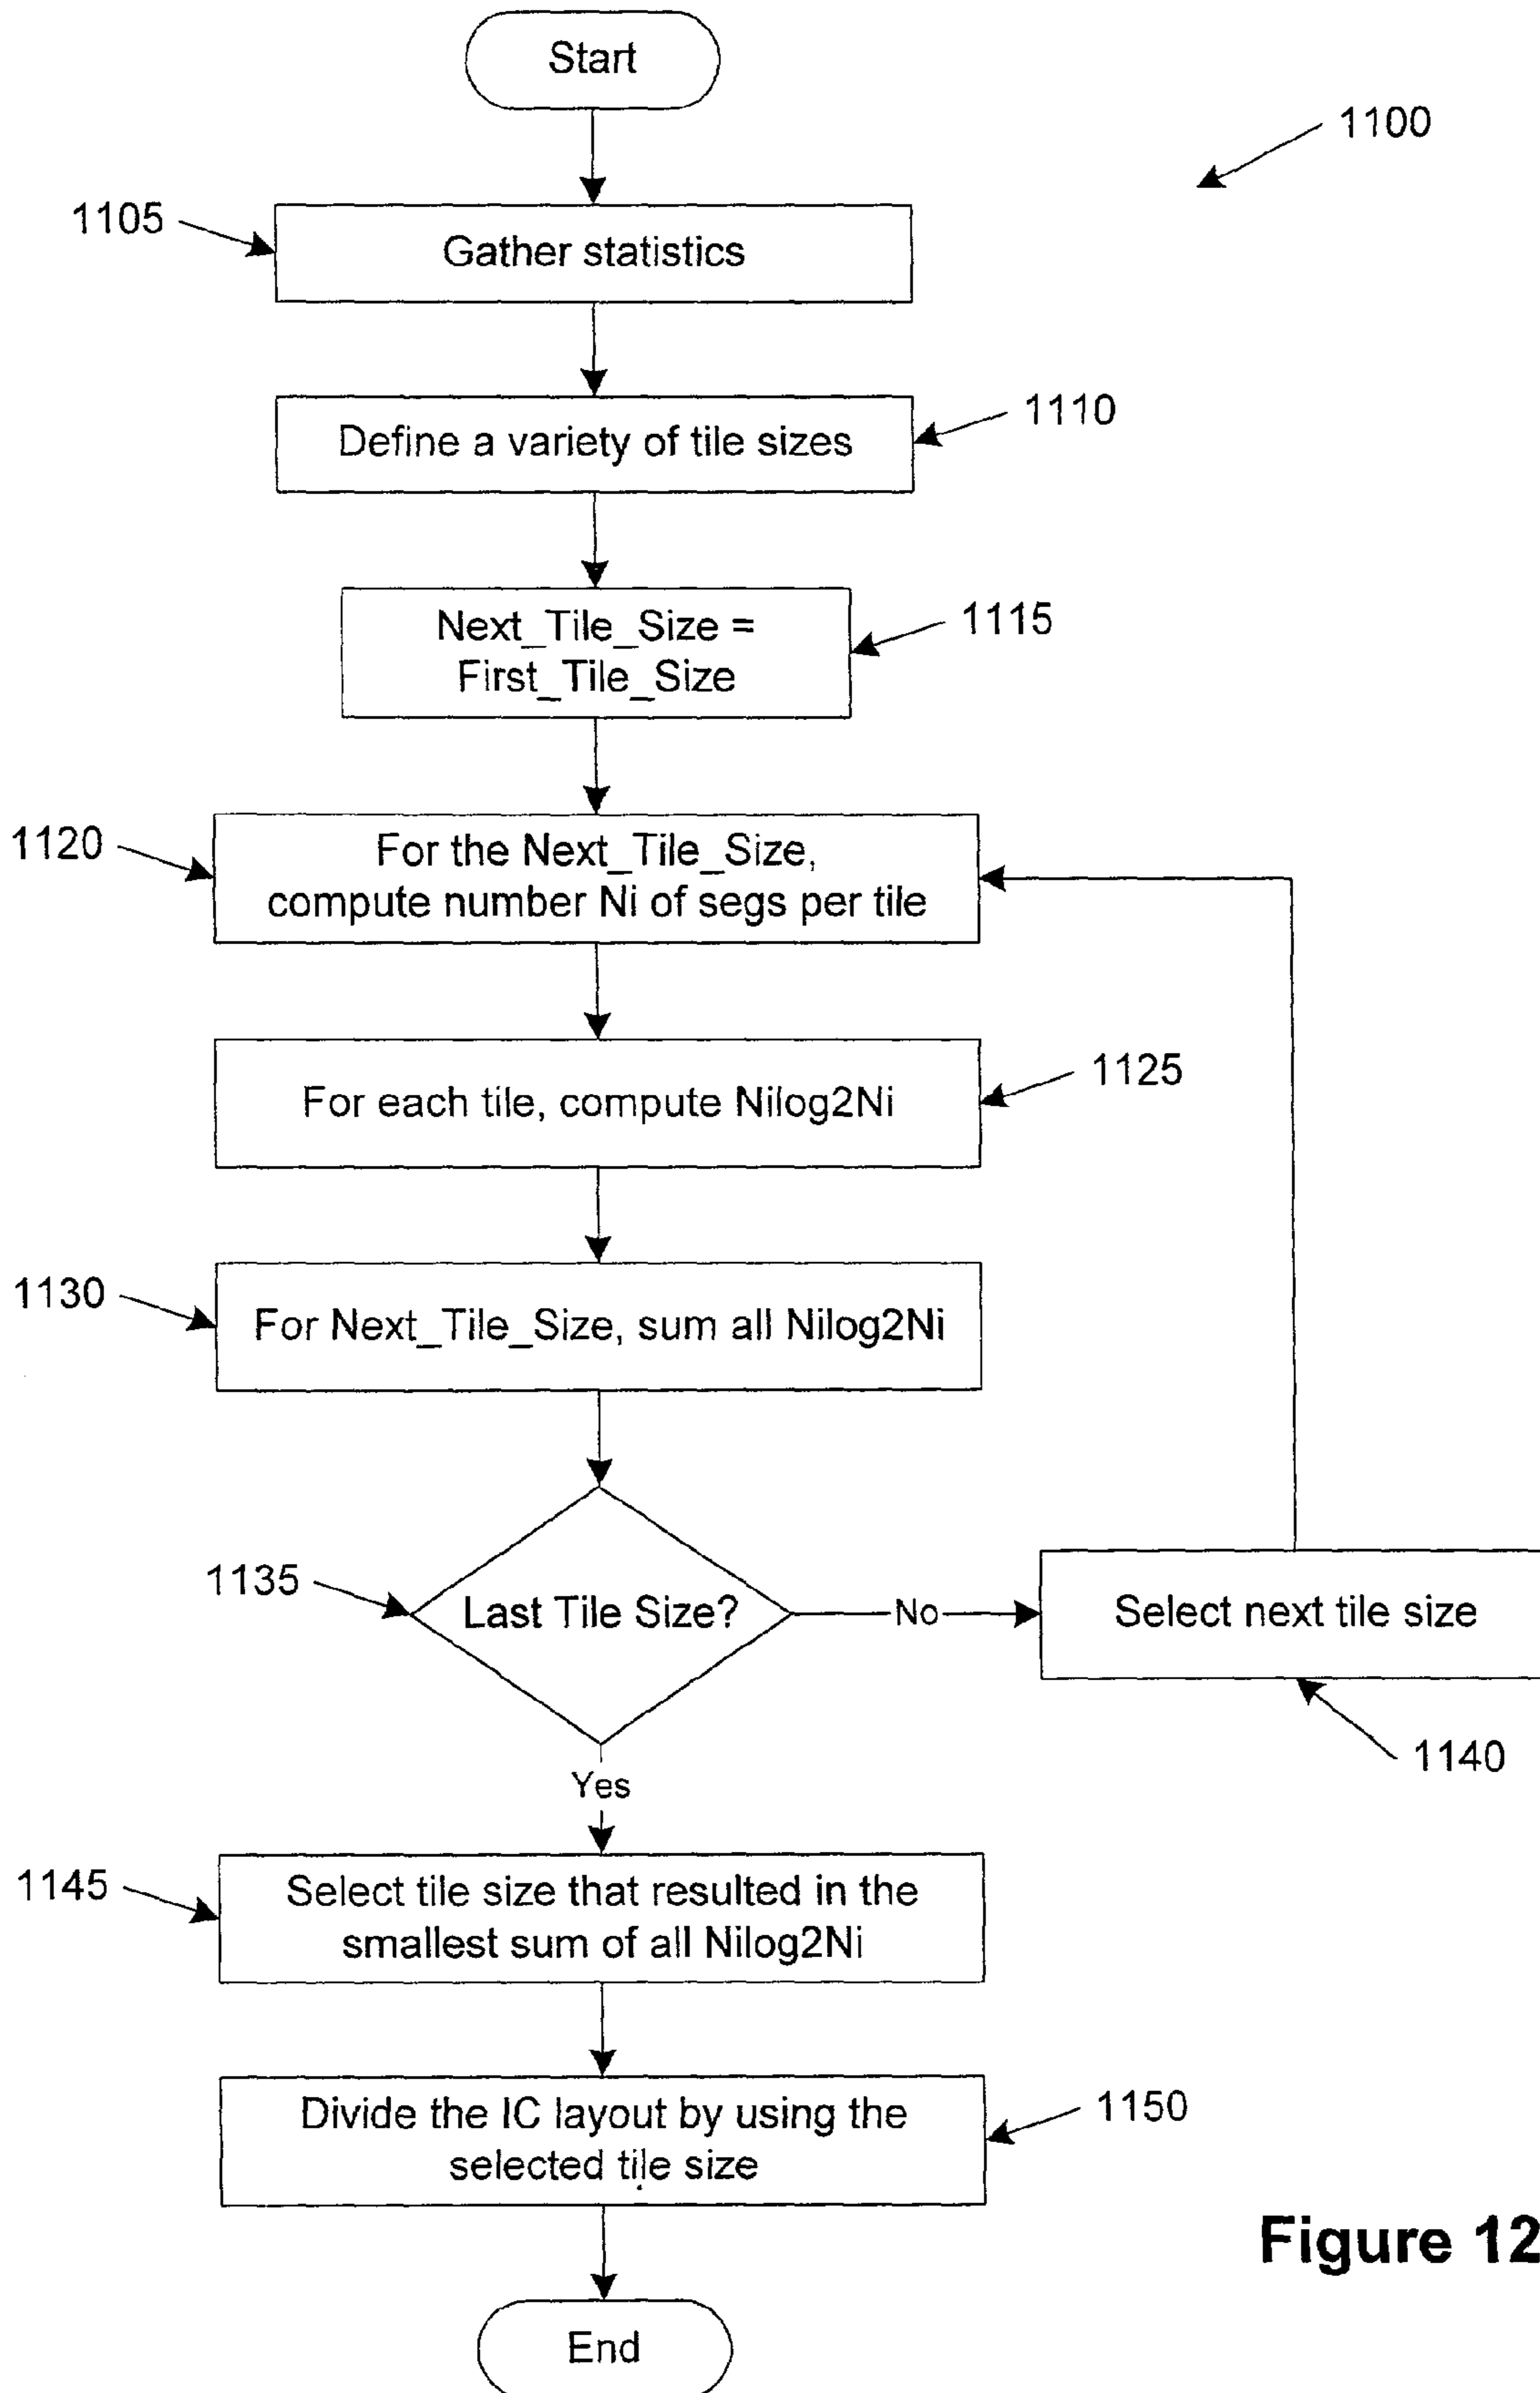 Start
1100
1105
Gather statistics
1110
Define a variety of tile sizes
1115
Next_Tile_Size =
First_Tile_Size
1120
For the Next_Tile_Size,
compute number Ni of segs per tile
1125
For each tile, compute Nilog2Ni
1130
For Next_Tile_Size, sum all Nilog2Ni
1135
Last Tile Size?
No
Select next tile size
1140
Yes
1145
Select tile size that resulted in the
smallest sum of all Nilog2Ni
1150
Divide the IC layout by using the
selected tile size
Figure 12
End